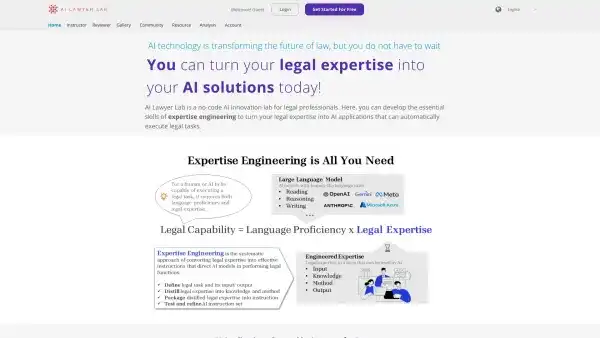 AI LAWYER LAB
Welcome! Guest
Login
Get Started For Free
English
Home Instructor Reviewer Gallery Community Resource Analysis Account
AI technology is transforming the future of law, but you do not have to wait
You can turn your legal expertise into
your AI solutions today!
AI Lawyer Lab is a no-code AI innovation lab for legal professionals. Here, you can develop the essential
skills of expertise engineering to turn your legal expertise into AI applications that can automatically
execute legal tasks.
Expertise Engineering is All You Need
For a human or AI to be
capable of executing a
legal task, it requires both
language proficiency and
legal expertise.
Large Language Model
• Reading
• Reasoning
• Writing
...
OpenAI Gemini Meta
ANTHROPIC Microsoft Azure
Legal Capability = Language Proficiency x Legal Expertise
Expertise Engineering is the systematic
approach of converting legal expertise into effective
instructions that direct AI models in performing legal
functions.
✓ Define legal task and its input/output
✓ Distill legal expertise into knowledge and method
✓ Package distilled legal expertise into instruction
✓ Test and refine AI instruction set
Engineered Expertise
• Input
• Knowledge
• Method
• Output